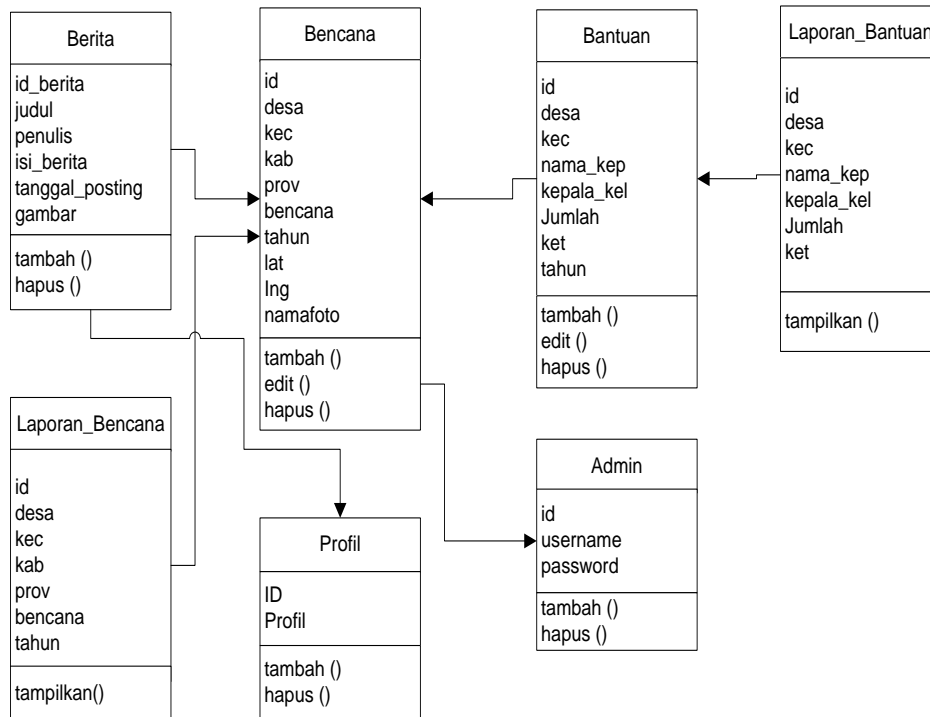 Berita
id_berita
judul
penulis
isi_berita
tanggal_posting
gambar
tambah ()
hapus ()
Bencana
id
desa
kec
kab
prov
bencana
tahun
lat
lng
namafoto
tambah ()
edit ()
hapus ()
Bantuan
id
desa
kec
nama_kep
kepala_kel
Jumlah
ket
tahun
tambah ()
edit ()
hapus ()
Laporan_Bantuan
id
desa
kec
nama_kep
kepala_kel
Jumlah
ket
tampilkan ()
Laporan_Bencana
id
desa
kec
kab
prov
bencana
tahun
tampilkan()
Profil
ID
Profil
tambah ()
hapus ()
Admin
id
username
password
tambah ()
hapus ()